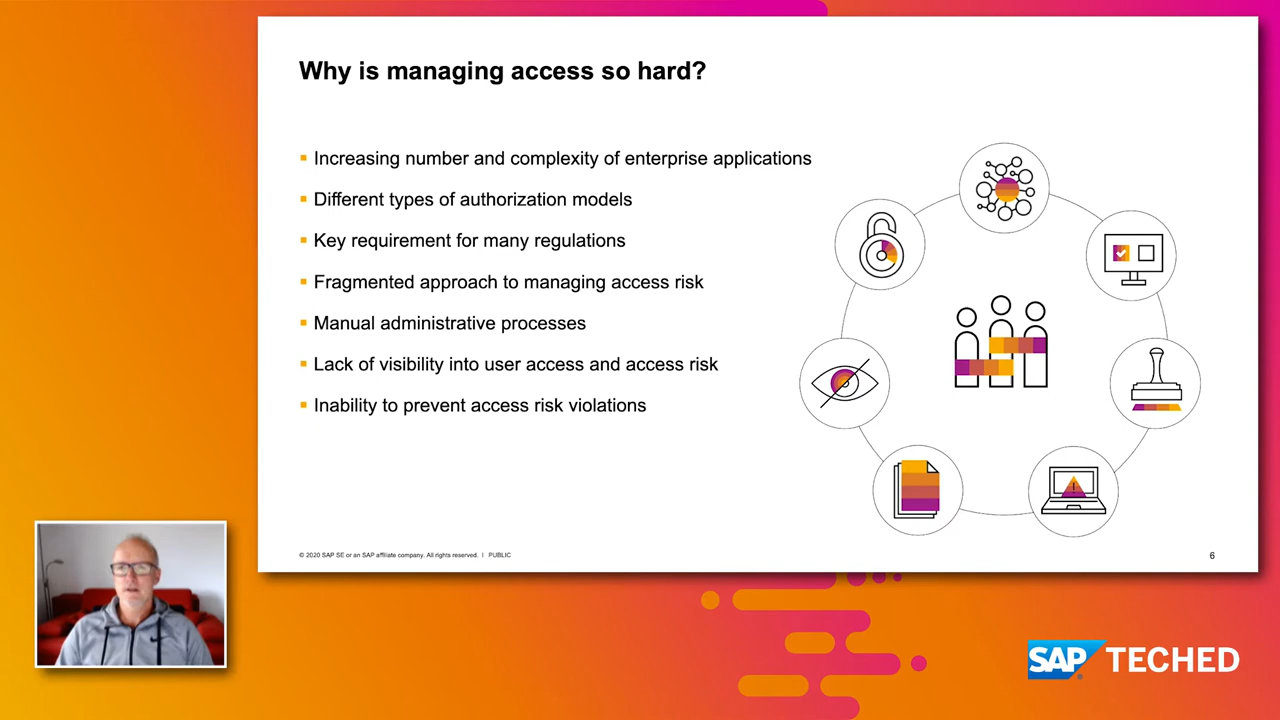 Why is managing access so hard?
Increasing number and complexity of enterprise applications
Different types of authorization models
Key requirement for many regulations
Fragmented approach to managing access risk
Manual administrative processes
Lack of visibility into user access and access risk
Inability to prevent access risk violations
© 2020 SAP SE or an SAP affiliate company. All rights reserved. | PUBLIC
6
SAP TECHED